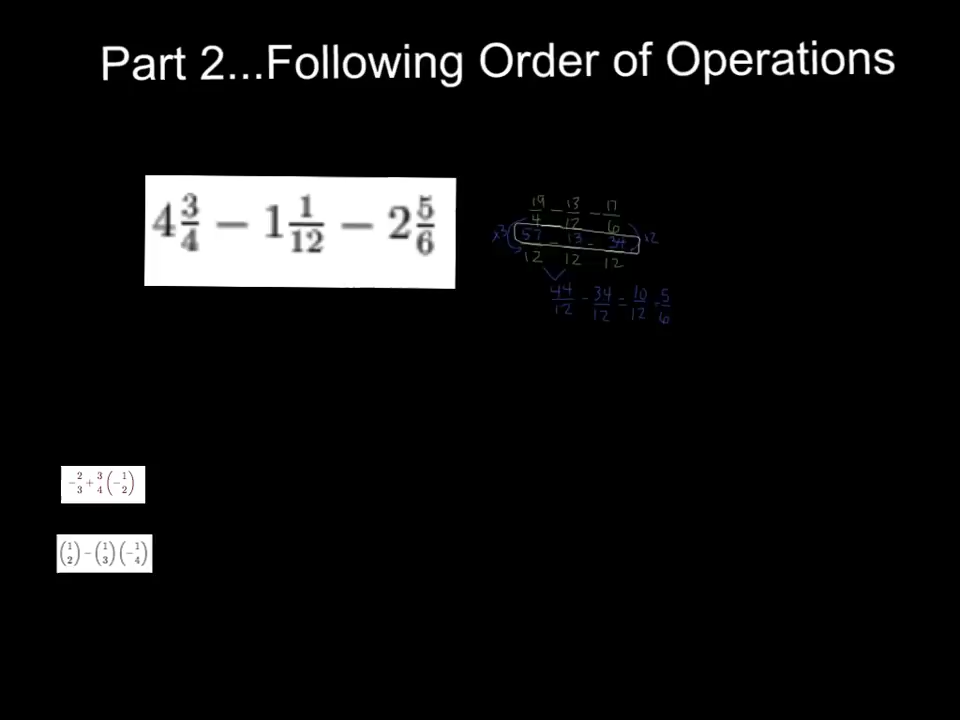 Part 2...Following Order of Operations
4 3/4 − 1 1/12 − 2 5/6
19/4 − 13/12 − 17/6
x3 57/12 − 13/12 − 34/12 x2
44/12 − 34/12 = 10/12 = 5/6
−2/3 + 3/4 (−1/2)
(1/2) − (1/3)(−1/4)